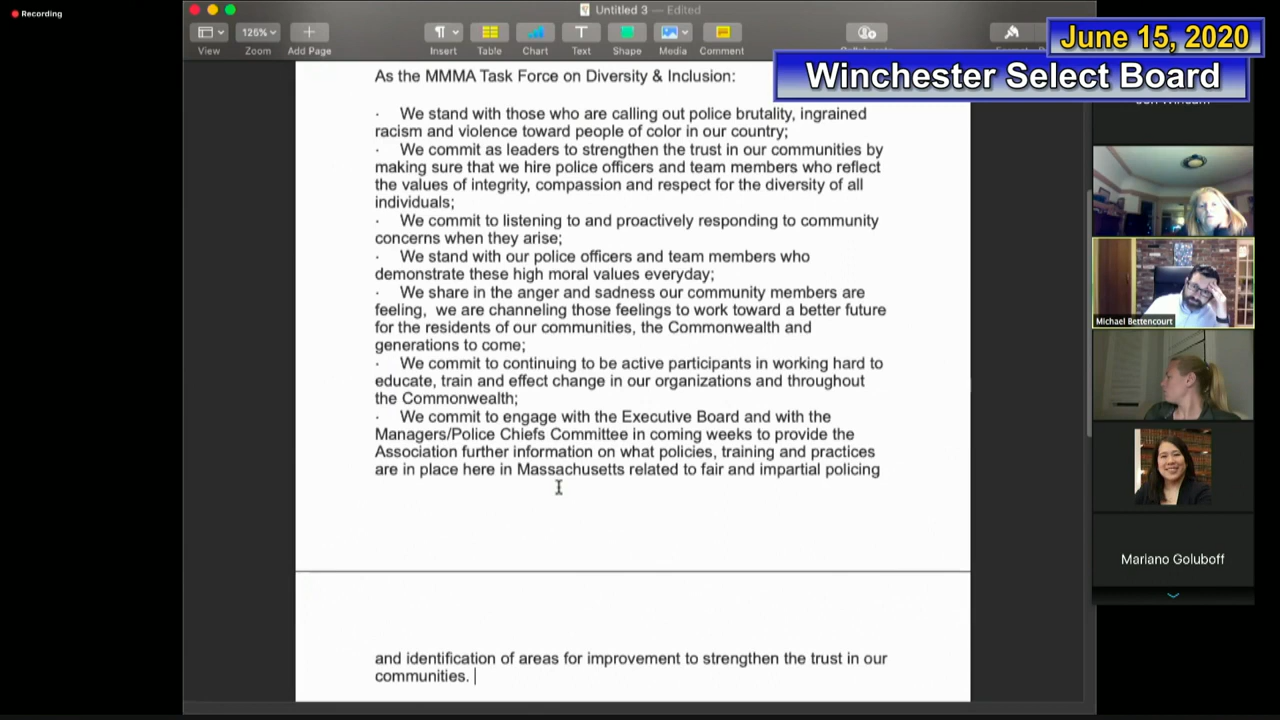 Recording
Untitled 3 — Edited
126%
View
Zoom
Add Page
Insert
Table
Chart
Text
Shape
Media
Comment
June 15, 2020
Winchester Select Board
As the MMMA Task Force on Diversity & Inclusion:
· We stand with those who are calling out police brutality, ingrained
racism and violence toward people of color in our country;
· We commit as leaders to strengthen the trust in our communities by
making sure that we hire police officers and team members who reflect
the values of integrity, compassion and respect for the diversity of all
individuals;
· We commit to listening to and proactively responding to community
concerns when they arise;
· We stand with our police officers and team members who
demonstrate these high moral values everyday;
· We share in the anger and sadness our community members are
feeling, we are channeling those feelings to work toward a better future
for the residents of our communities, the Commonwealth and
generations to come;
· We commit to continuing to be active participants in working hard to
educate, train and effect change in our organizations and throughout
the Commonwealth;
· We commit to engage with the Executive Board and with the
Managers/Police Chiefs Committee in coming weeks to provide the
Association further information on what policies, training and practices
are in place here in Massachusetts related to fair and impartial policing
and identification of areas for improvement to strengthen the trust in our
communities.
Michael Bettencourt
Mariano Goluboff